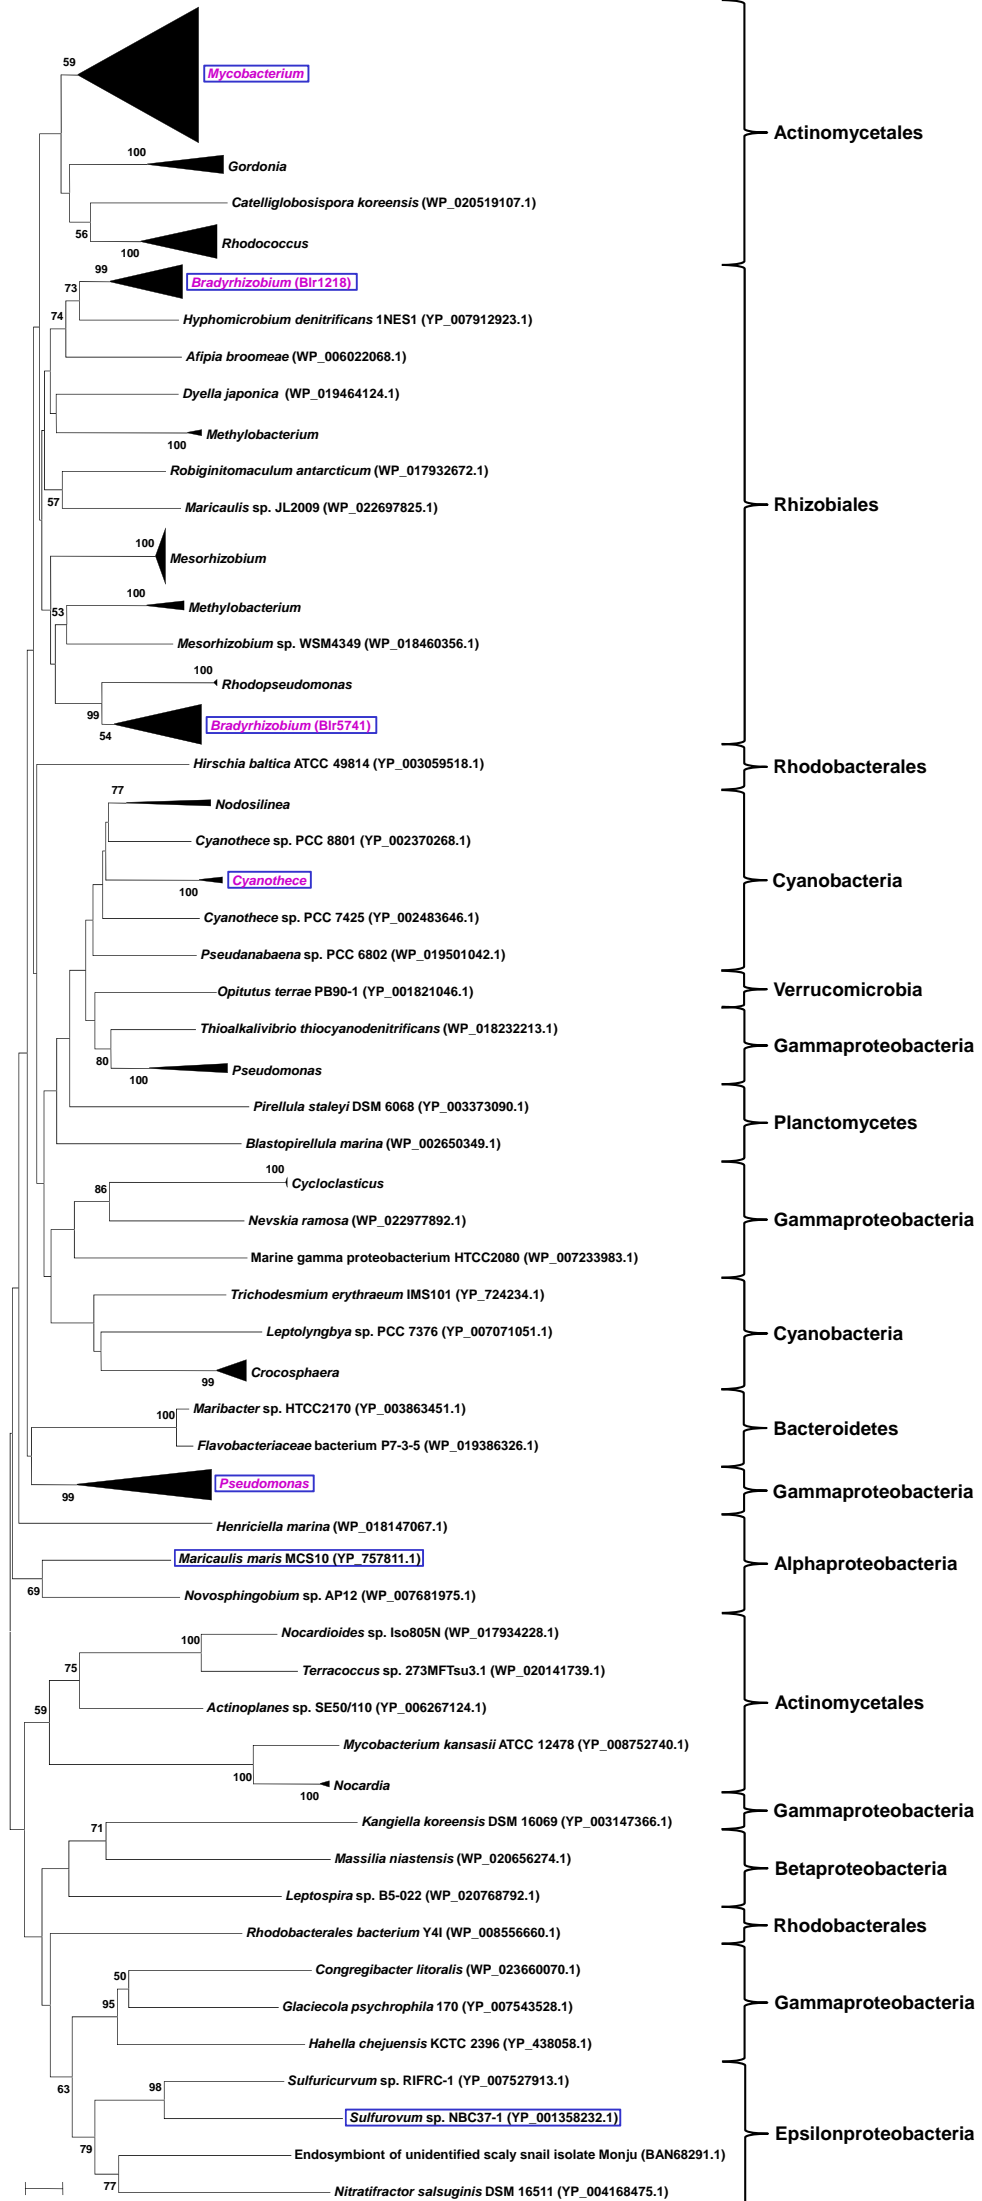 59
Mycobacterium
Actinomycetales
100
Gordonia
Catelliglobosispora koreensis (WP_020519107.1)
56
Rhodococcus
100
99
Bradyrhizobium (Blr1218)
73
Hyphomicrobium denitrificans 1NES1 (YP_007912923.1)
74
Afipia broomeae (WP_006022068.1)
Dyella japonica (WP_019464124.1)
Methylobacterium
100
Robiginitomaculum antarcticum (WP_017932672.1)
57
Maricaulis sp. JL2009 (WP_022697825.1)
Rhizobiales
100
Mesorhizobium
100
Methylobacterium
53
Mesorhizobium sp. WSM4349 (WP_018460356.1)
100
Rhodopseudomonas
99
Bradyrhizobium (Blr5741)
54
Hirschia baltica ATCC 49814 (YP_003059518.1)
Rhodobacterales
77
Nodosilinea
Cyanothece sp. PCC 8801 (YP_002370268.1)
Cyanothece
100
Cyanobacteria
Cyanothece sp. PCC 7425 (YP_002483646.1)
Pseudanabaena sp. PCC 6802 (WP_019501042.1)
Opitutus terrae PB90-1 (YP_001821046.1)
Verrucomicrobia
Thioalkalivibrio thiocyanodenitrificans (WP_018232213.1)
Gammaproteobacteria
80
Pseudomonas
100
Pirellula staleyi DSM 6068 (YP_003373090.1)
Planctomycetes
Blastopirellula marina (WP_002650349.1)
100
Cycloclasticus
86
Nevskia ramosa (WP_022977892.1)
Gammaproteobacteria
Marine gamma proteobacterium HTCC2080 (WP_007233983.1)
Trichodesmium erythraeum IMS101 (YP_724234.1)
Leptolyngbya sp. PCC 7376 (YP_007071051.1)
Cyanobacteria
Crocosphaera
99
Maribacter sp. HTCC2170 (YP_003863451.1)
100
Bacteroidetes
Flavobacteriaceae bacterium P7-3-5 (WP_019386326.1)
Pseudomonas
Gammaproteobacteria
99
Henriciella marina (WP_018147067.1)
Maricaulis maris MCS10 (YP_757811.1)
Alphaproteobacteria
69
Novosphingobium sp. AP12 (WP_007681975.1)
Nocardioides sp. Iso805N (WP_017934228.1)
100
75
Terracoccus sp. 273MFTsu3.1 (WP_020141739.1)
59
Actinoplanes sp. SE50/110 (YP_006267124.1)
Actinomycetales
Mycobacterium kansasii ATCC 12478 (YP_008752740.1)
100
Nocardia
100
Gammaproteobacteria
Kangiella koreensis DSM 16069 (YP_003147366.1)
71
Massilia niastensis (WP_020656274.1)
Betaproteobacteria
Leptospira sp. B5-022 (WP_020768792.1)
Rhodobacterales
Rhodobacterales bacterium Y4I (WP_008556660.1)
Congregibacter litoralis (WP_023660070.1)
50
95
Glaciecola psychrophila 170 (YP_007543528.1)
Gammaproteobacteria
Hahella chejuensis KCTC 2396 (YP_438058.1)
Sulfuricurvum sp. RIFRC-1 (YP_007527913.1)
63
98
Sulfurovum sp. NBC37-1 (YP_001358232.1)
Epsilonproteobacteria
79
Endosymbiont of unidentified scaly snail isolate Monju (BAN68291.1)
77
Nitratifractor salsuginis DSM 16511 (YP_004168475.1)